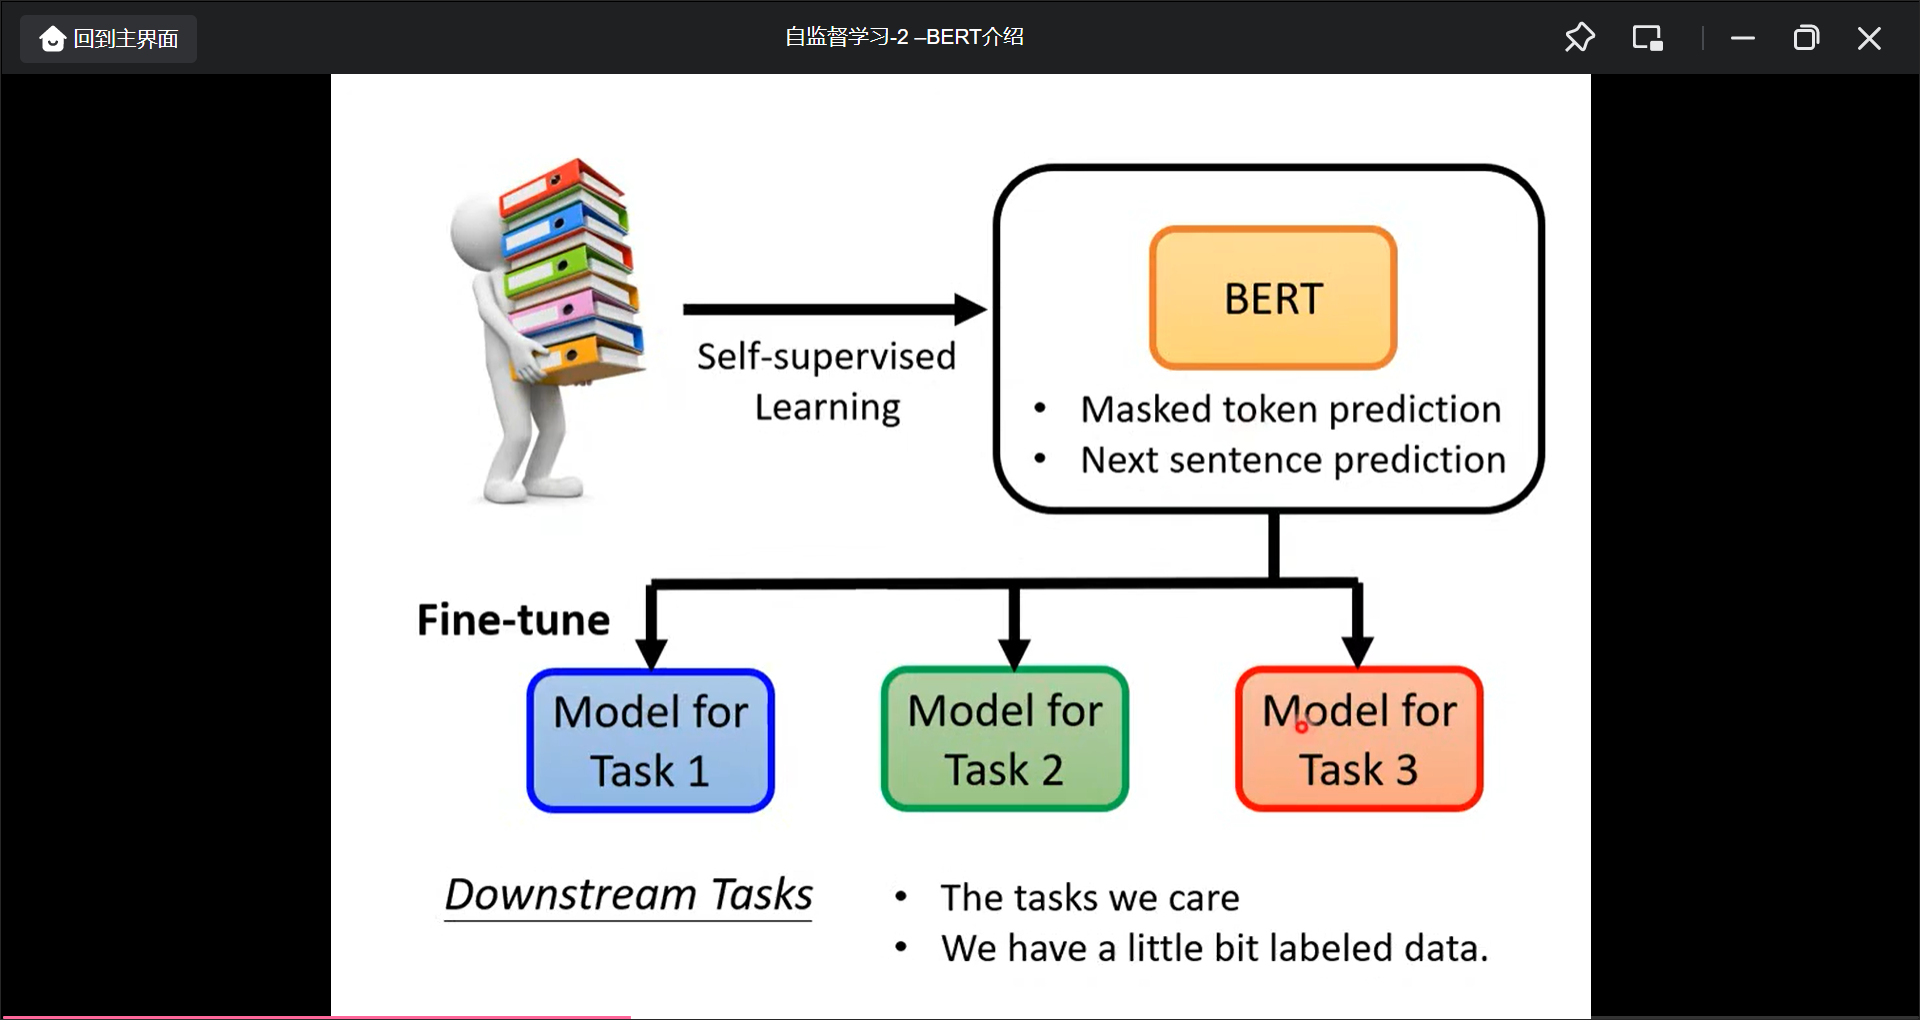 回到主界面
自监督学习-2 –BERT介绍
BERT
Self-supervised
Learning
• Masked token prediction
• Next sentence prediction
Fine-tune
Model for
Task 1
Model for
Task 2
Model for
Task 3
Downstream Tasks
• The tasks we care
• We have a little bit labeled data.